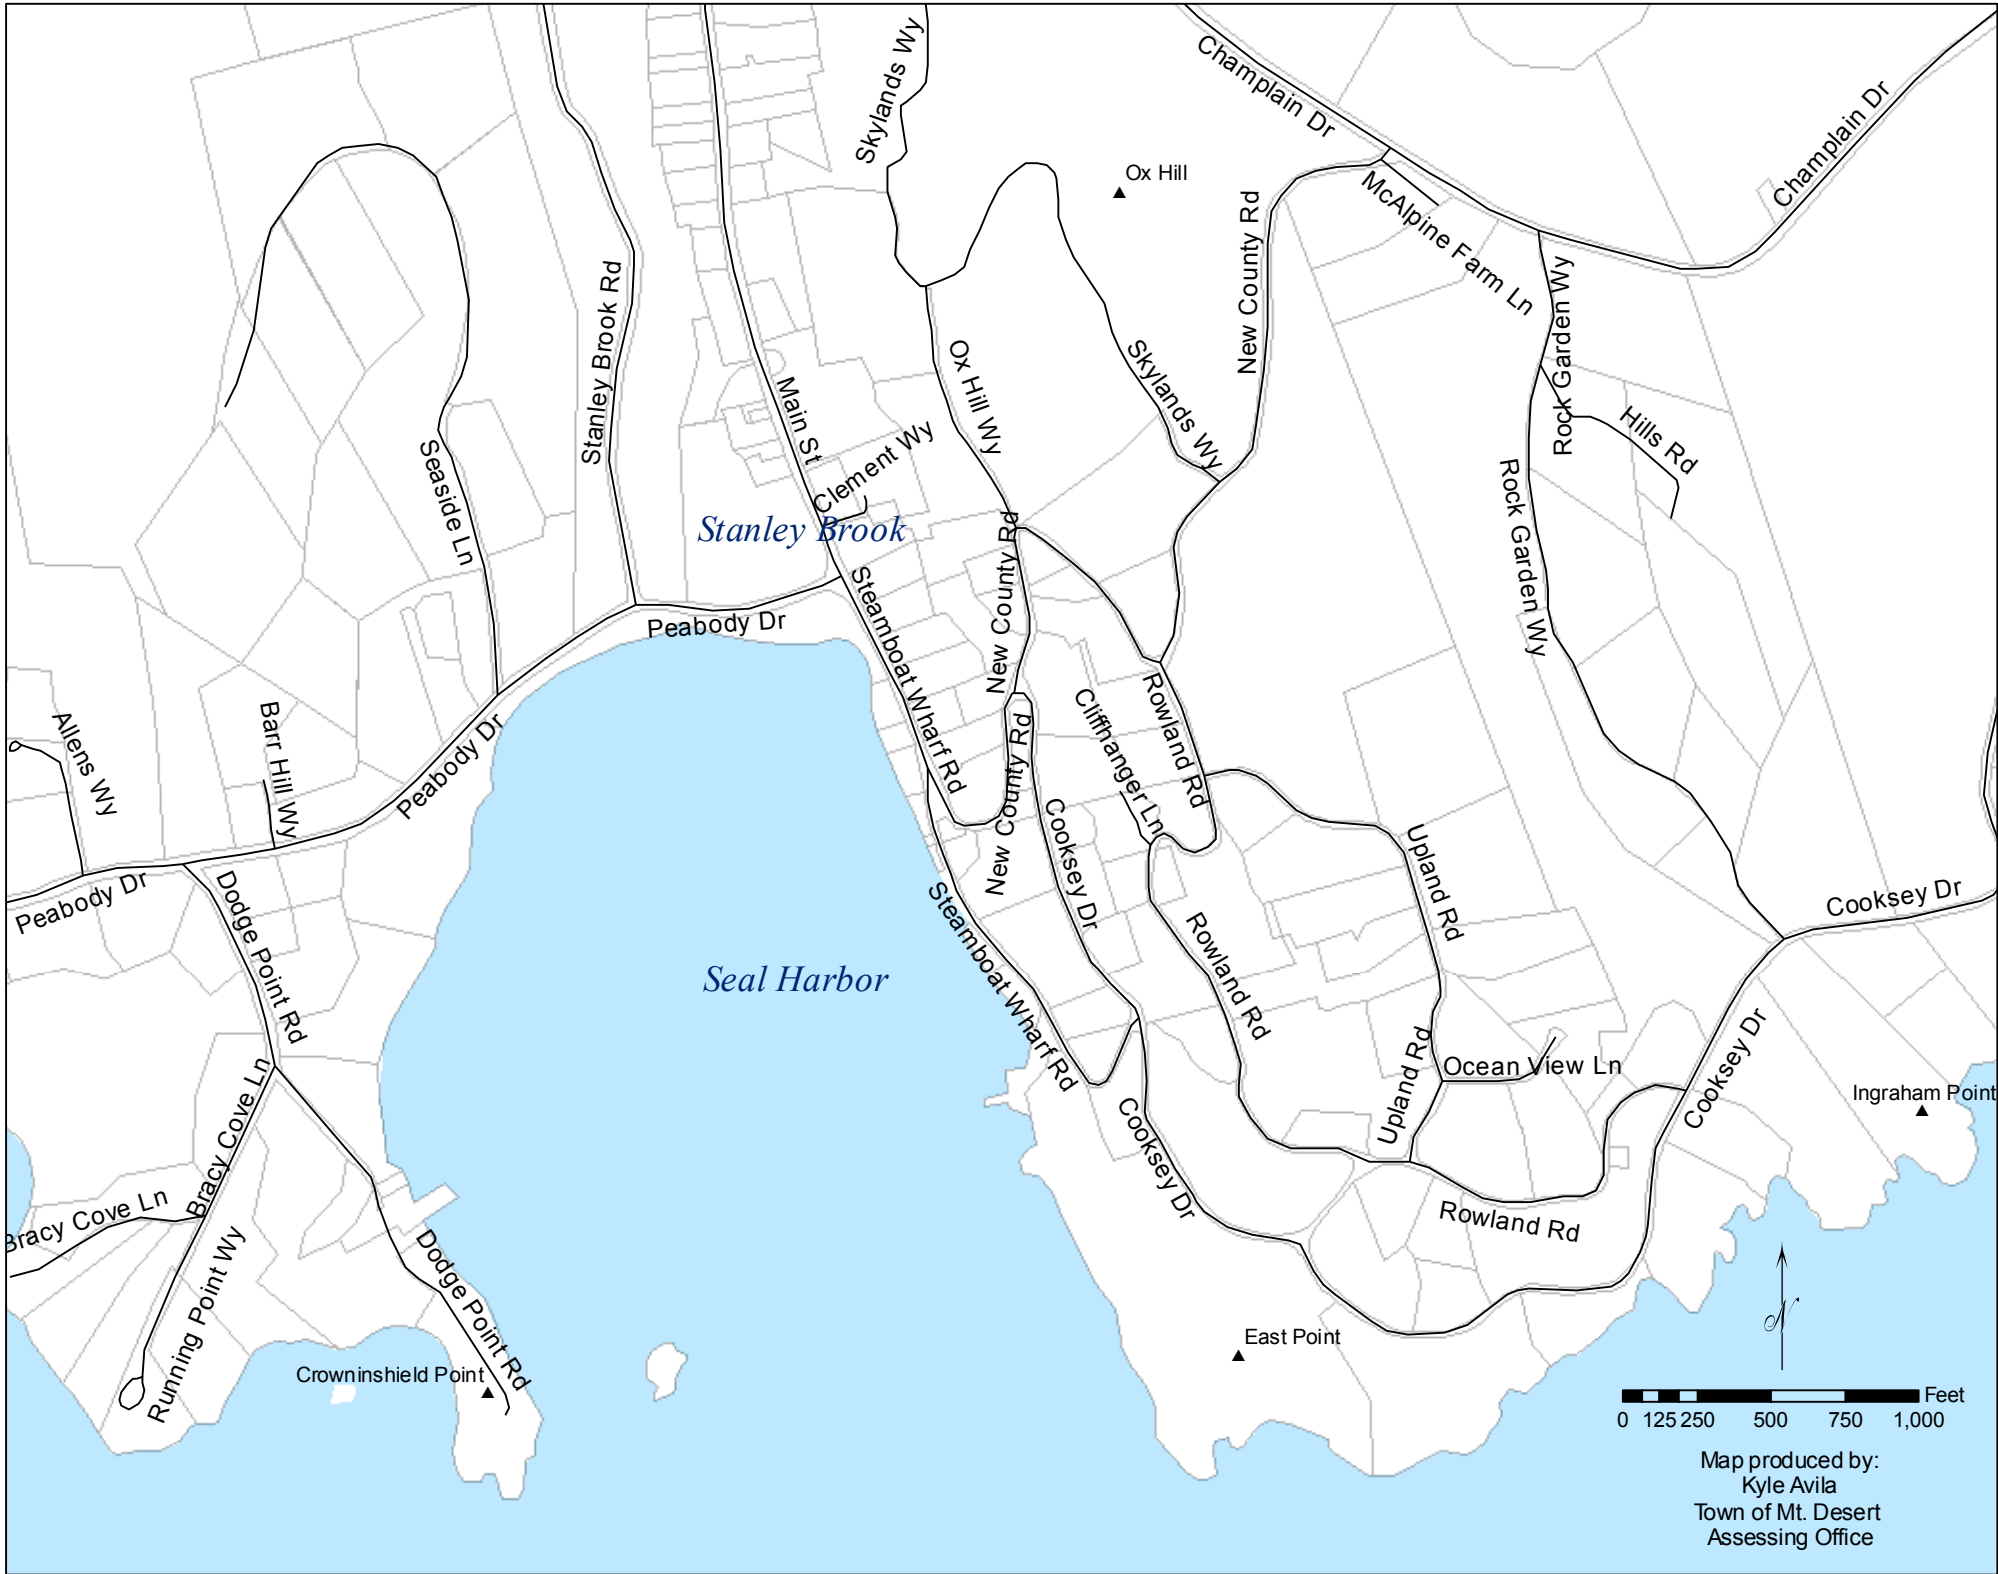 Skylands Wy
Champlain Dr
Champlain Dr
Ox Hill
McAlpine Farm Ln
New County Rd
Stanley Brook Rd
Rock Garden Wy
Ox Hill Wy
Skylands Wy
Main St
Clement Wy
Hills Rd
Seaside Ln
Stanley Brook
Rock Garden Wy
New County Rd
Steamboat Wharf Rd
Peabody Dr
Rowland Rd
Cliffhanger Ln
Allens Wy
Barr Hill Wy
Peabody Dr
New County Rd
Cooksey Dr
Upland Rd
Peabody Dr
Dodge Point Rd
Cooksey Dr
Steamboat Wharf Rd
Rowland Rd
Seal Harbor
Upland Rd
Ocean View Ln
Cooksey Dr
Ingraham Point
Bracy Cove Ln
Cooksey Dr
Bracy Cove Ln
Rowland Rd
Running Point Wy
Dodge Point Rd
East Point
Crowninshield Point
N
Feet
0 125 250 500 750 1,000
Map produced by:
Kyle Avila
Town of Mt. Desert
Assessing Office